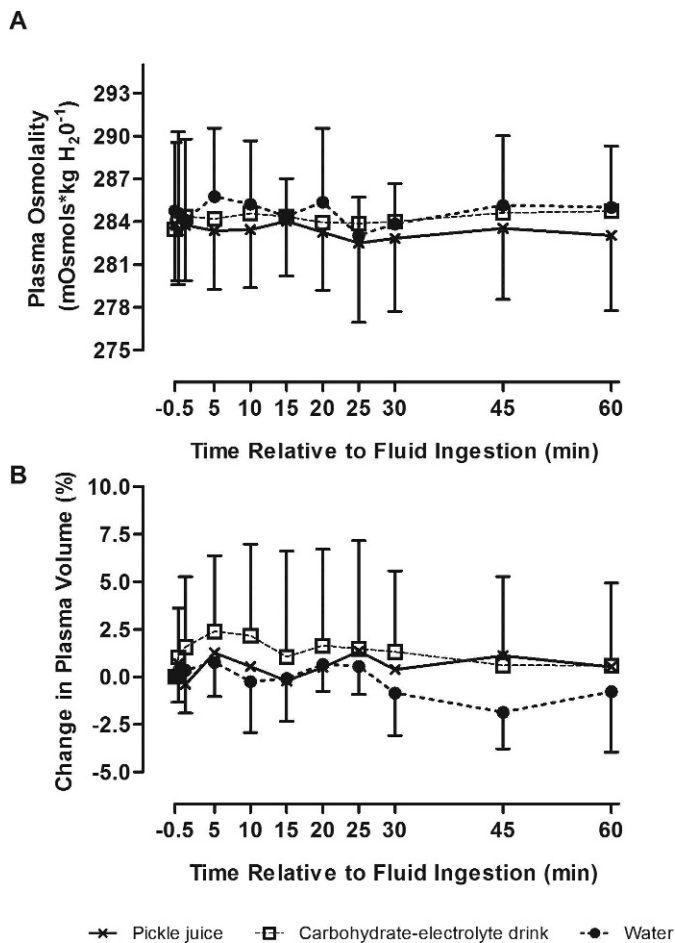 A
Plasma Osmolality
(mOsmols*kg H₂0⁻¹)
293
290
287
284
281
278
275
-0.5 5 10 15 20 25 30 45 60
Time Relative to Fluid Ingestion (min)
B
Change in Plasma Volume (%)
10.0
7.5
5.0
2.5
0.0
-2.5
-5.0
-0.5 5 10 15 20 25 30 45 60
Time Relative to Fluid Ingestion (min)
Pickle juice Carbohydrate-electrolyte drink Water